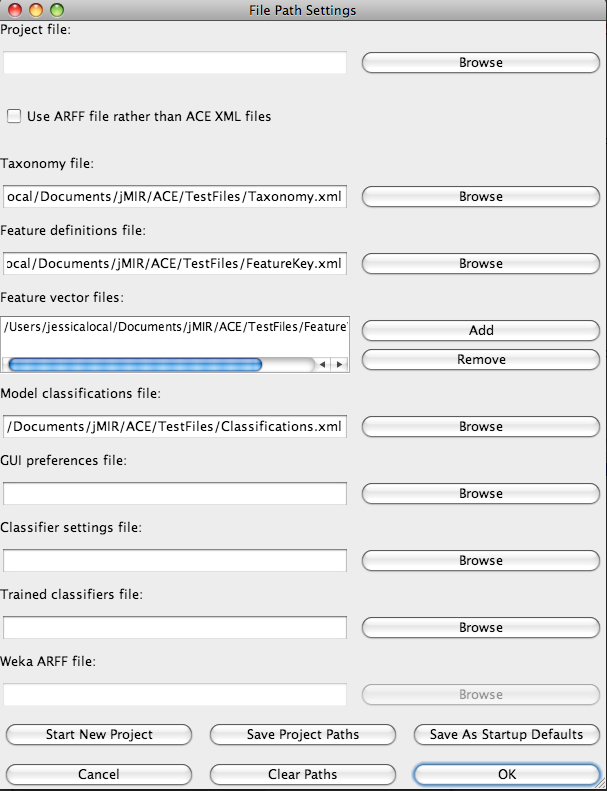 File Path Settings
Project file:
Browse
Use ARFF file rather than ACE XML files
Taxonomy file:
ocal/Documents/jMIR/ACE/TestFiles/Taxonomy.xml Browse
Feature definitions file:
ocal/Documents/jMIR/ACE/TestFiles/FeatureKey.xml Browse
Feature vector files:
/Users/jessicalocal/Documents/jMIR/ACE/TestFiles/Feature Add
Remove
Model classifications file:
/Documents/jMIR/ACE/TestFiles/Classifications.xml Browse
GUI preferences file:
Browse
Classifier settings file:
Browse
Trained classifiers file:
Browse
Weka ARFF file:
Browse
Start New Project Save Project Paths Save As Startup Defaults
Cancel Clear Paths OK